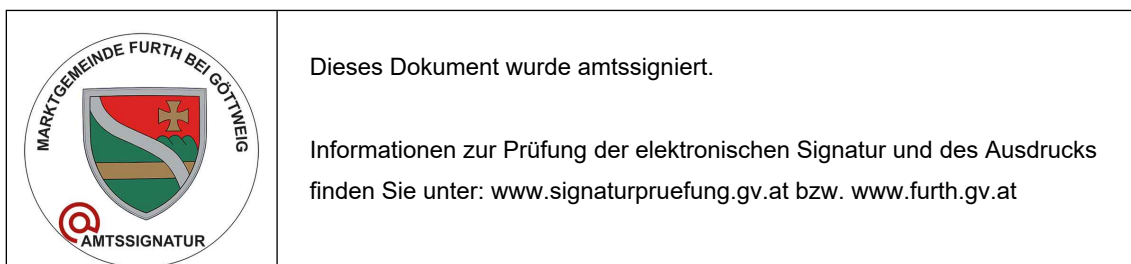 MARKTGEMEINDE FURTH BEI GÖTTWEIG
@
AMTSSIGNATUR
Dieses Dokument wurde amtssigniert.
Informationen zur Prüfung der elektronischen Signatur und des Ausdrucks
finden Sie unter: www.signaturpruefung.gv.at bzw. www.furth.gv.at